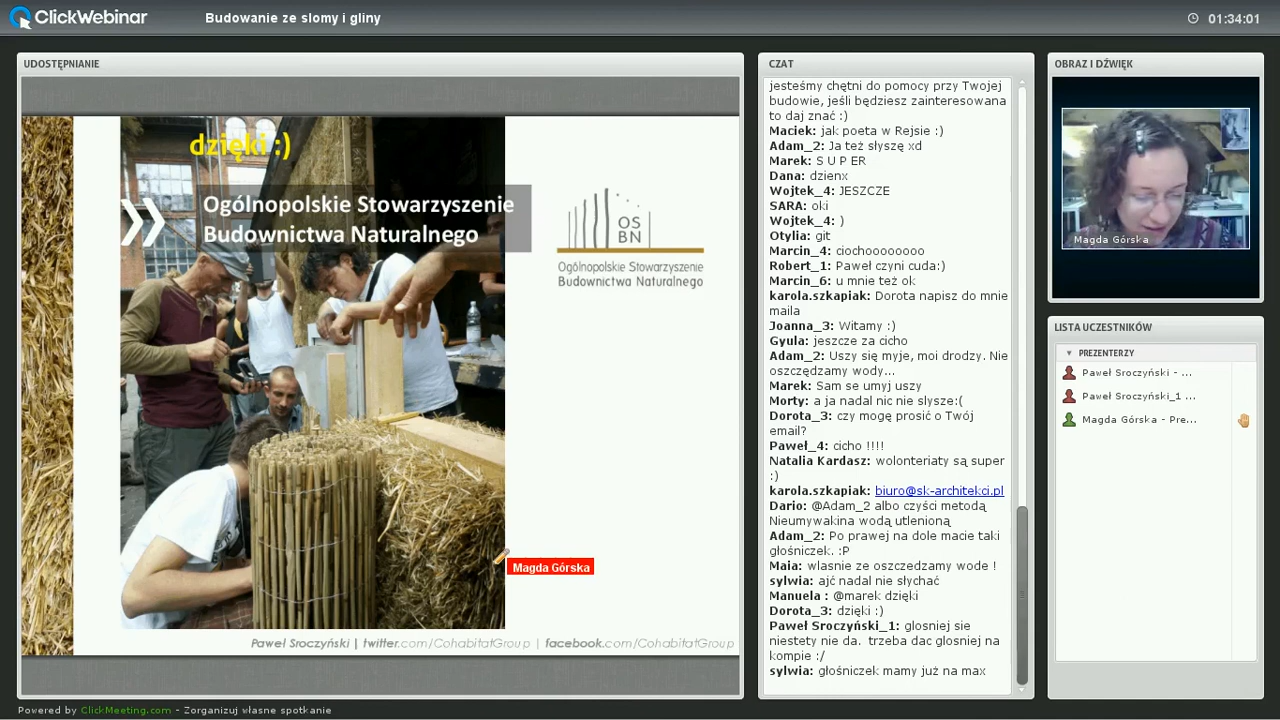 ClickWebinar
Budowanie ze slomy i gliny
01:34:01
UDOSTĘPNIANIE
dzięki :)
Ogólnopolskie Stowarzyszenie
Budownictwa Naturalnego
OS
BN
Ogólnopolskie Stowarzyszenie
Budownictwa Naturalnego
Magda Górska
Paweł Sroczyński | twitter.com/CohabitatGroup | facebook.com/CohabitatGroup
CZAT
jesteśmy chętni do pomocy przy Twojej
budowie, jeśli będziesz zainteresowana
to daj znać :)
Maciek: jak poeta w Rejsie :)
Adam_2: Ja też słyszę xd
Marek: S U P E R
Dana: dzienx
Wojtek_4: JESZCZE
SARA: oki
Wojtek_4: )
Otylia: git
Marcin_4: ciochoooooooo
Robert_1: Paweł czyni cuda:)
Marcin_6: u mnie też ok
karola.szkapiak: Dorota napisz do mnie
maila
Joanna_3: Witamy :)
Gyula: jeszcze za cicho
Adam_2: Uszy się myje, moi drodzy. Nie
oszczędzamy wody...
Marek: Sam se umyj uszy
Morty: a ja nadal nic nie slysze:(
Dorota_3: czy mogę prosić o Twój
email?
Paweł_4: cicho !!!!
Natalia Kardasz: wolonteriaty są super
:)
karola.szkapiak: biuro@sk-architekci.pl
Dario: @Adam_2 albo czyści metodą
Nieumywakina wodą utlenioną
Adam_2: Po prawej na dole macie taki
głośniczek. :P
Maia: wlasnie ze oszczedzamy wode !
sylwia: ajć nadal nie słychać
Manuela : @marek dzięki
Dorota_3: dzięki :)
Paweł Sroczyński_1: glosniej sie
niestety nie da.  trzeba dac glosniej na
kompie :/
sylwia: głośniczek mamy już na max
OBRAZ I DŹWIĘK
Magda Górska
LISTA UCZESTNIKÓW
PREZENTERZY
Paweł Sroczyński - ...
Paweł Sroczyński_1 ...
Magda Górska - Pre...
Powered by ClickMeeting.com - Zorganizuj własne spotkanie